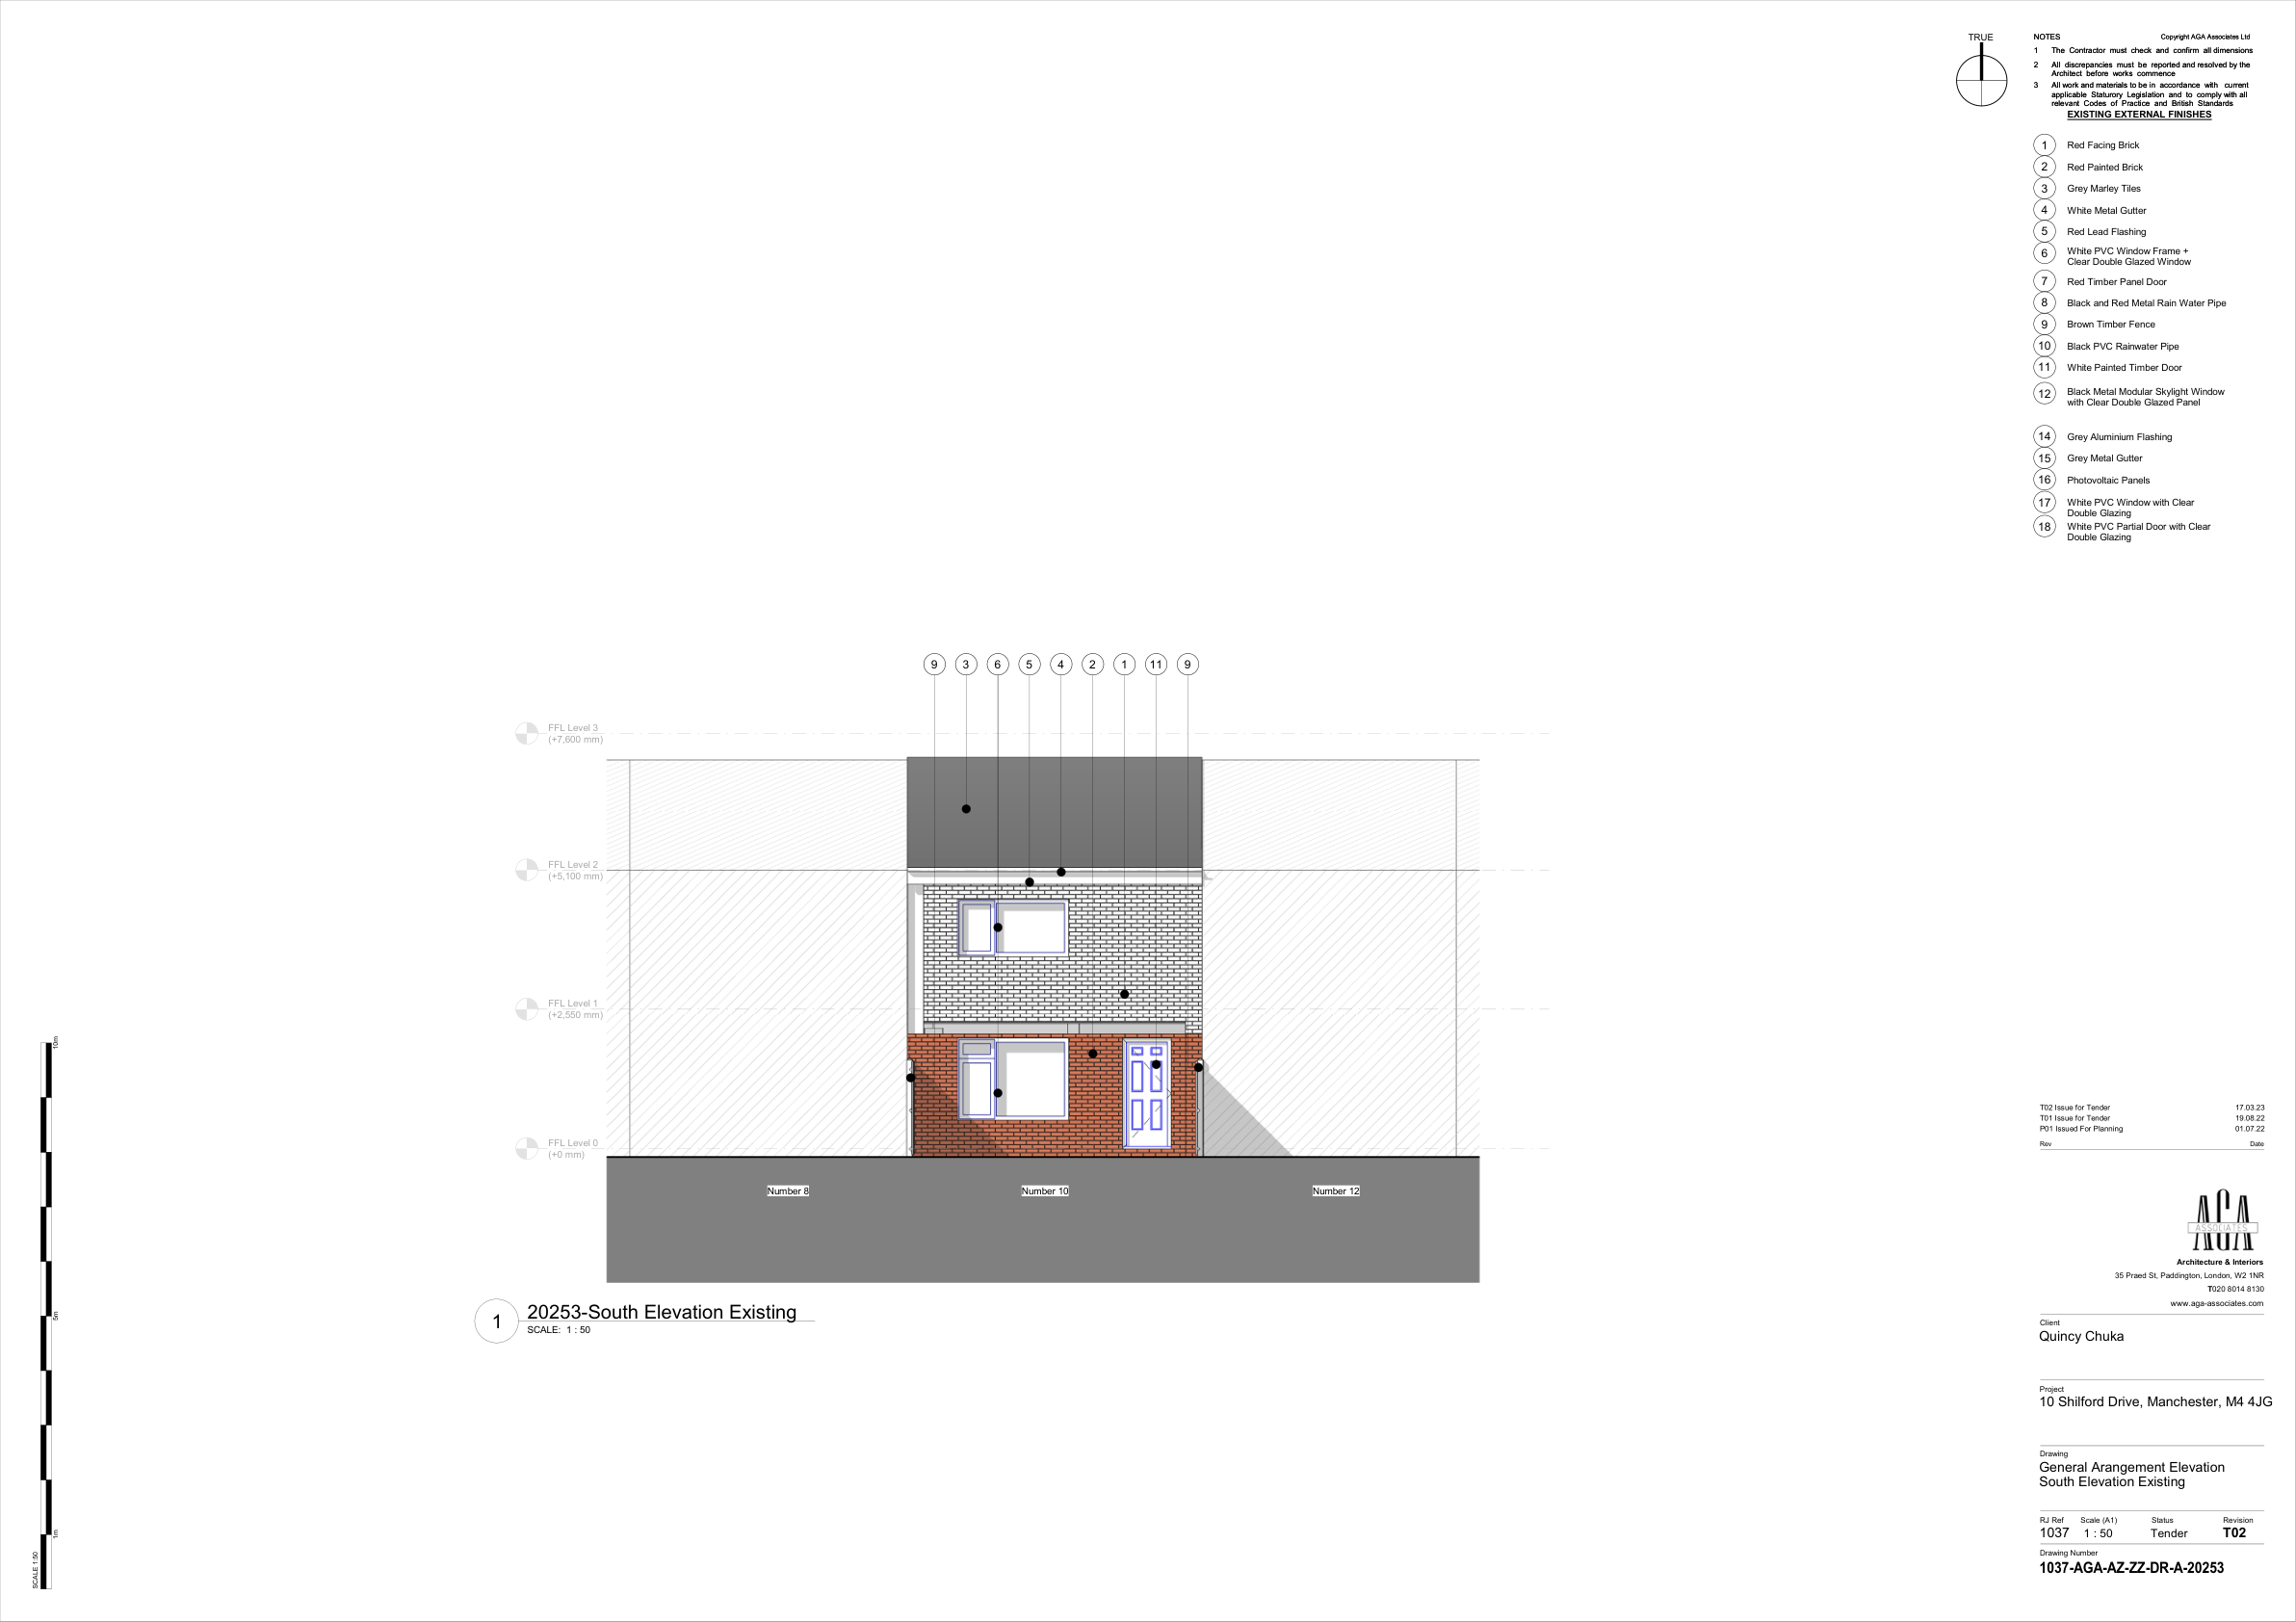 TRUE
NOTES
Copyright AGA Associates Ltd
1 The Contractor must check and confirm all dimensions
2 All discrepancies must be reported and resolved by the
Architect before works commence
3 All work and materials to be in accordance with current
applicable Staturory Legislation and to comply with all
relevant Codes of Practice and British Standards
EXISTING EXTERNAL FINISHES
1 Red Facing Brick
2 Red Painted Brick
3 Grey Marley Tiles
4 White Metal Gutter
5 Red Lead Flashing
6 White PVC Window Frame +
Clear Double Glazed Window
7 Red Timber Panel Door
8 Black and Red Metal Rain Water Pipe
9 Brown Timber Fence
10 Black PVC Rainwater Pipe
11 White Painted Timber Door
12 Black Metal Modular Skylight Window
with Clear Double Glazed Panel
14 Grey Aluminium Flashing
15 Grey Metal Gutter
16 Photovoltaic Panels
17 White PVC Window with Clear
Double Glazing
18 White PVC Partial Door with Clear
Double Glazing
9 3 6 5 4 2 1 11 9
FFL Level 3
(+7,600 mm)
FFL Level 2
(+5,100 mm)
FFL Level 1
(+2,550 mm)
FFL Level 0
(+0 mm)
Number 8
Number 10
Number 12
1
20253-South Elevation Existing
SCALE: 1 : 50
10m
5m
1m
SCALE 1:50
T02 Issue for Tender 17.03.23
T01 Issue for Tender 19.08.22
P01 Issued For Planning 01.07.22
Rev Date
AGA
ASSOCIATES
Architecture & Interiors
35 Praed St, Paddington, London, W2 1NR
T020 8014 8130
www.aga-associates.com
Client
Quincy Chuka
Project
10 Shilford Drive, Manchester, M4 4JG
Drawing
General Arangement Elevation
South Elevation Existing
RJ Ref Scale (A1) Status Revision
1037 1 : 50 Tender T02
Drawing Number
1037-AGA-AZ-ZZ-DR-A-20253